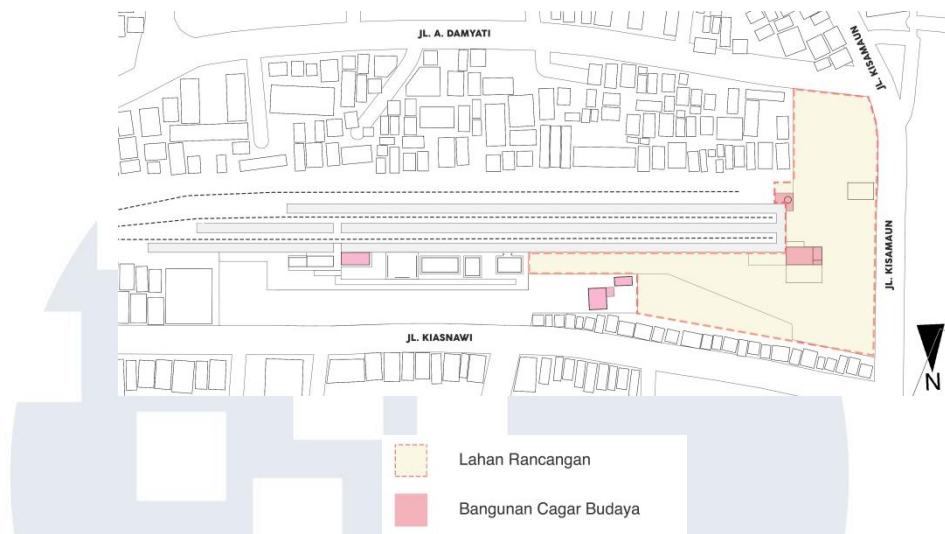 JL. A. DAMYATI
JL. KISAMAUN
JL. KISAMAUN
JL. KIASNAWI
N
Lahan Rancangan
Bangunan Cagar Budaya